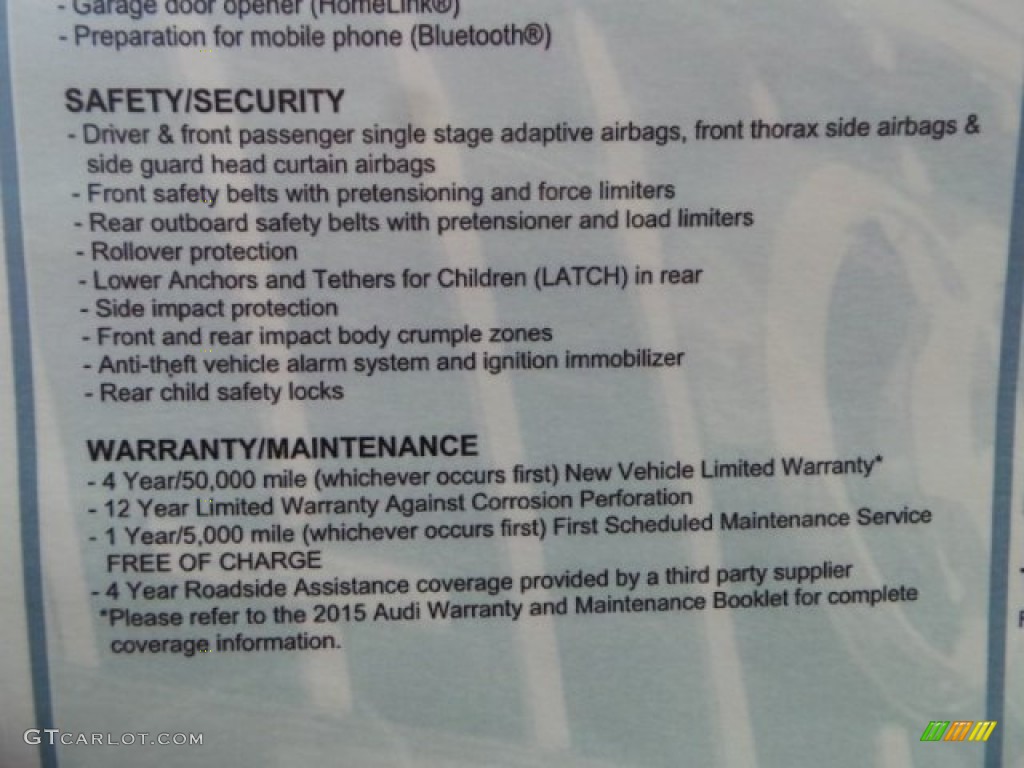 - Garage door opener (HomeLink®)
- Preparation for mobile phone (Bluetooth®)
SAFETY/SECURITY
- Driver & front passenger single stage adaptive airbags, front thorax side airbags &
side guard head curtain airbags
- Front safety belts with pretensioning and force limiters
- Rear outboard safety belts with pretensioner and load limiters
- Rollover protection
- Lower Anchors and Tethers for Children (LATCH) in rear
- Side impact protection
- Front and rear impact body crumple zones
- Anti-theft vehicle alarm system and ignition immobilizer
- Rear child safety locks
WARRANTY/MAINTENANCE
- 4 Year/50,000 mile (whichever occurs first) New Vehicle Limited Warranty*
- 12 Year Limited Warranty Against Corrosion Perforation
- 1 Year/5,000 mile (whichever occurs first) First Scheduled Maintenance Service
FREE OF CHARGE
- 4 Year Roadside Assistance coverage provided by a third party supplier
*Please refer to the 2015 Audi Warranty and Maintenance Booklet for complete
coverage information.
GTCARLOT.COM